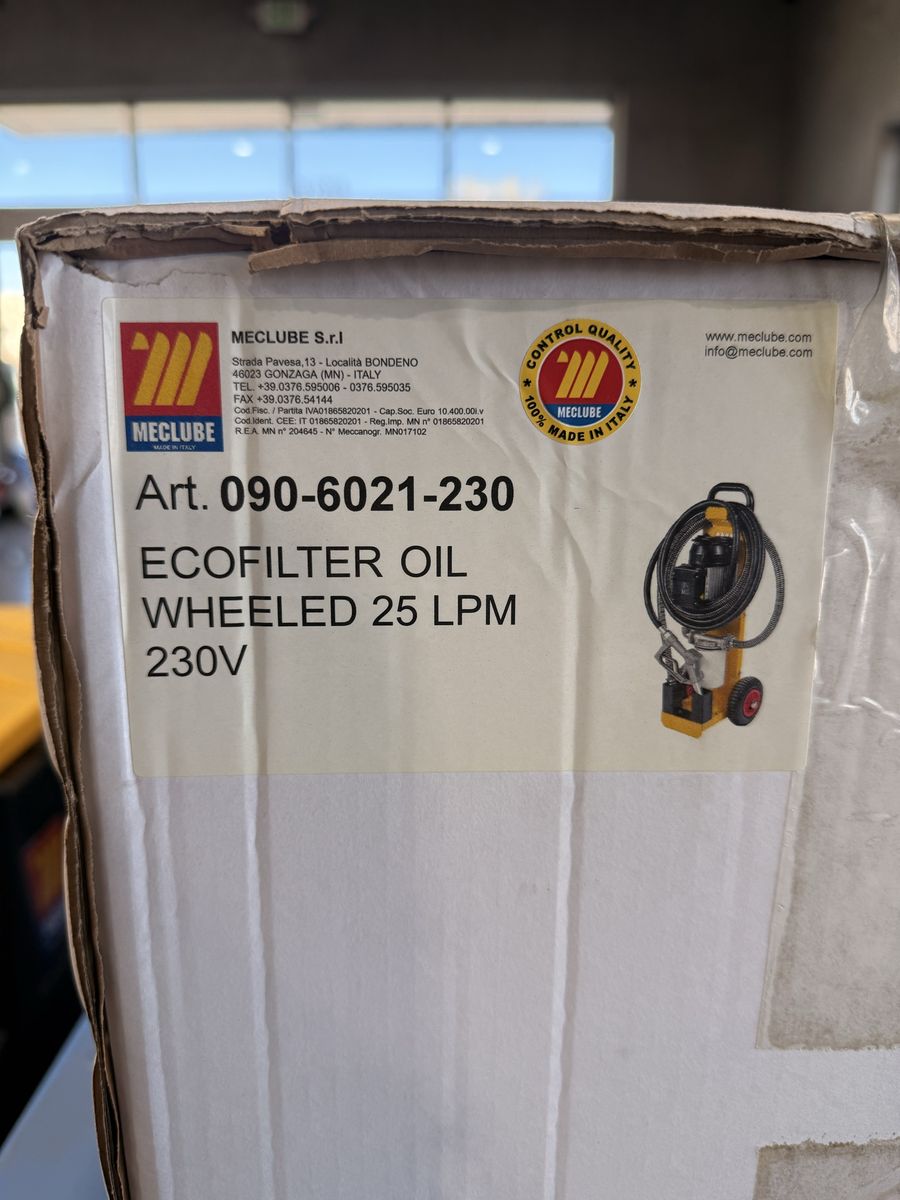 MECLUBE
MADE IN ITALY
MECLUBE S.r.l
Strada Pavesa,13 - Località BONDENO
46023 GONZAGA (MN) - ITALY
TEL. +39.0376.595006 - 0376.595035
FAX +39.0376.54144
Cod.Fisc. / Partita IVA01865820201 - Cap.Soc. Euro 10.400.00i.v
Cod.Ident. CEE: IT 01865820201 - Reg.Imp. MN n° 01865820201
R.E.A. MN n° 204645 - N° Meccanogr. MN017102
★ CONTROL QUALITY ★
MECLUBE
100% MADE IN ITALY
www.meclube.com
info@meclube.com
Art. 090-6021-230
ECOFILTER OIL
WHEELED 25 LPM
230V